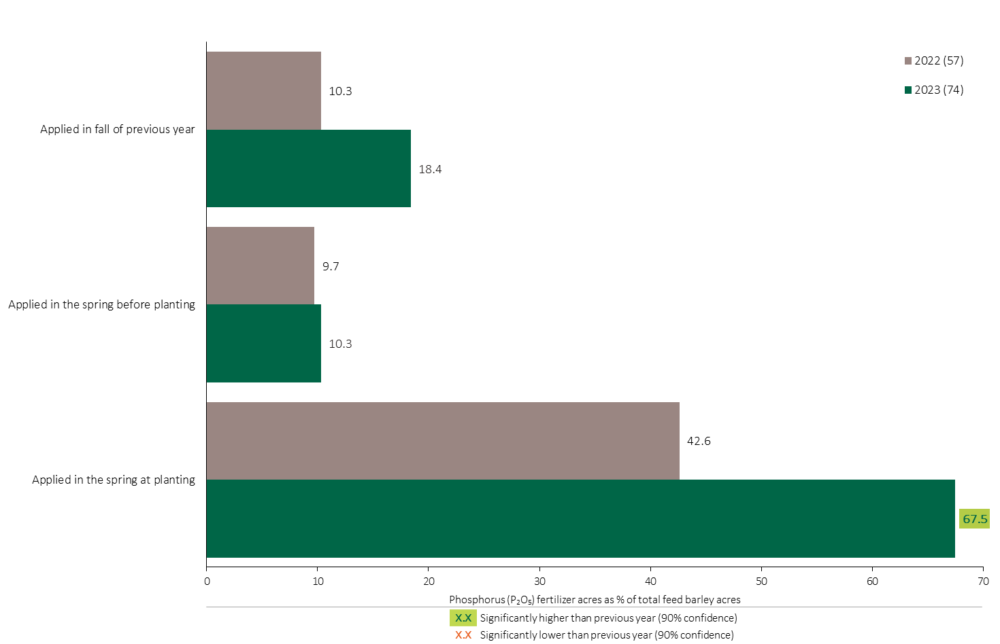 2022 (57)
2023 (74)
Applied in fall of previous year
10.3
18.4
Applied in the spring before planting
9.7
10.3
Applied in the spring at planting
42.6
67.5
0 10 20 30 40 50 60 70
Phosphorus (P₂O₅) fertilizer acres as % of total feed barley acres
X.X Significantly higher than previous year (90% confidence)
X.X Significantly lower than previous year (90% confidence)